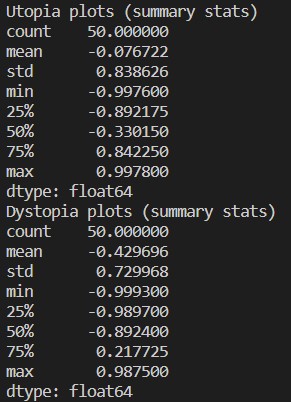 Utopia plots (summary stats)
count    50.000000
mean     -0.076722
std       0.838626
min      -0.997600
25%      -0.892175
50%      -0.330150
75%       0.842250
max       0.997800
dtype: float64
Dystopia plots (summary stats)
count    50.000000
mean     -0.429696
std       0.729968
min      -0.999300
25%      -0.989700
50%      -0.892400
75%       0.217725
max       0.987500
dtype: float64